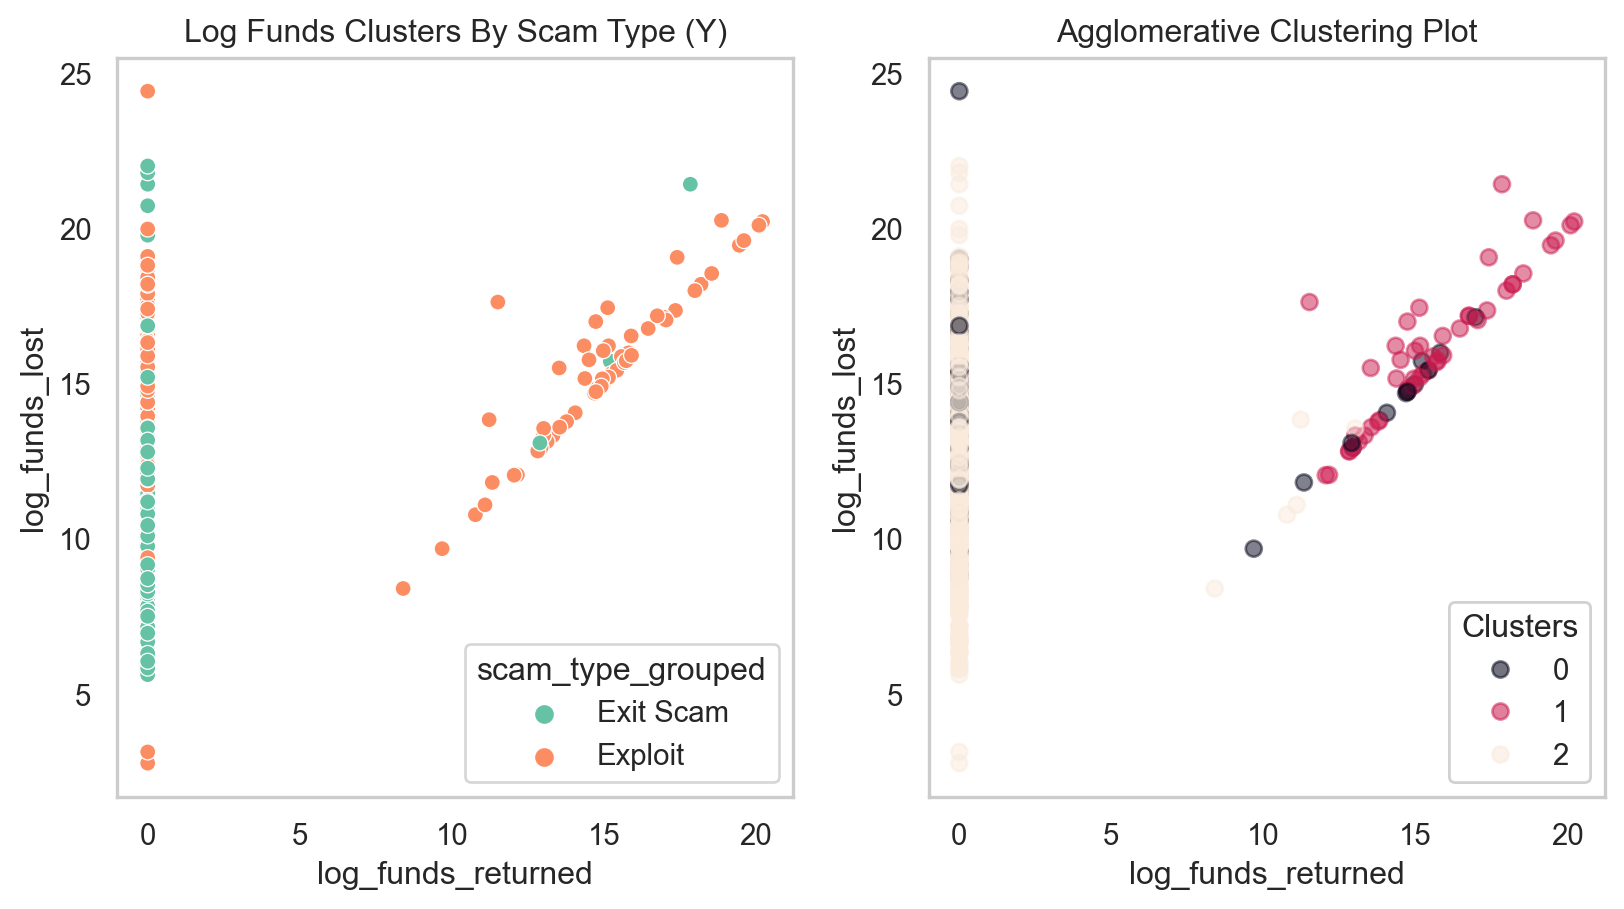 Log Funds Clusters By Scam Type (Y)
25
20
15
10
5
log_funds_lost
0 5 10 15 20
log_funds_returned
scam_type_grouped
Exit Scam
Exploit
Agglomerative Clustering Plot
25
20
15
10
5
log_funds_lost
0 5 10 15 20
log_funds_returned
Clusters
0
1
2